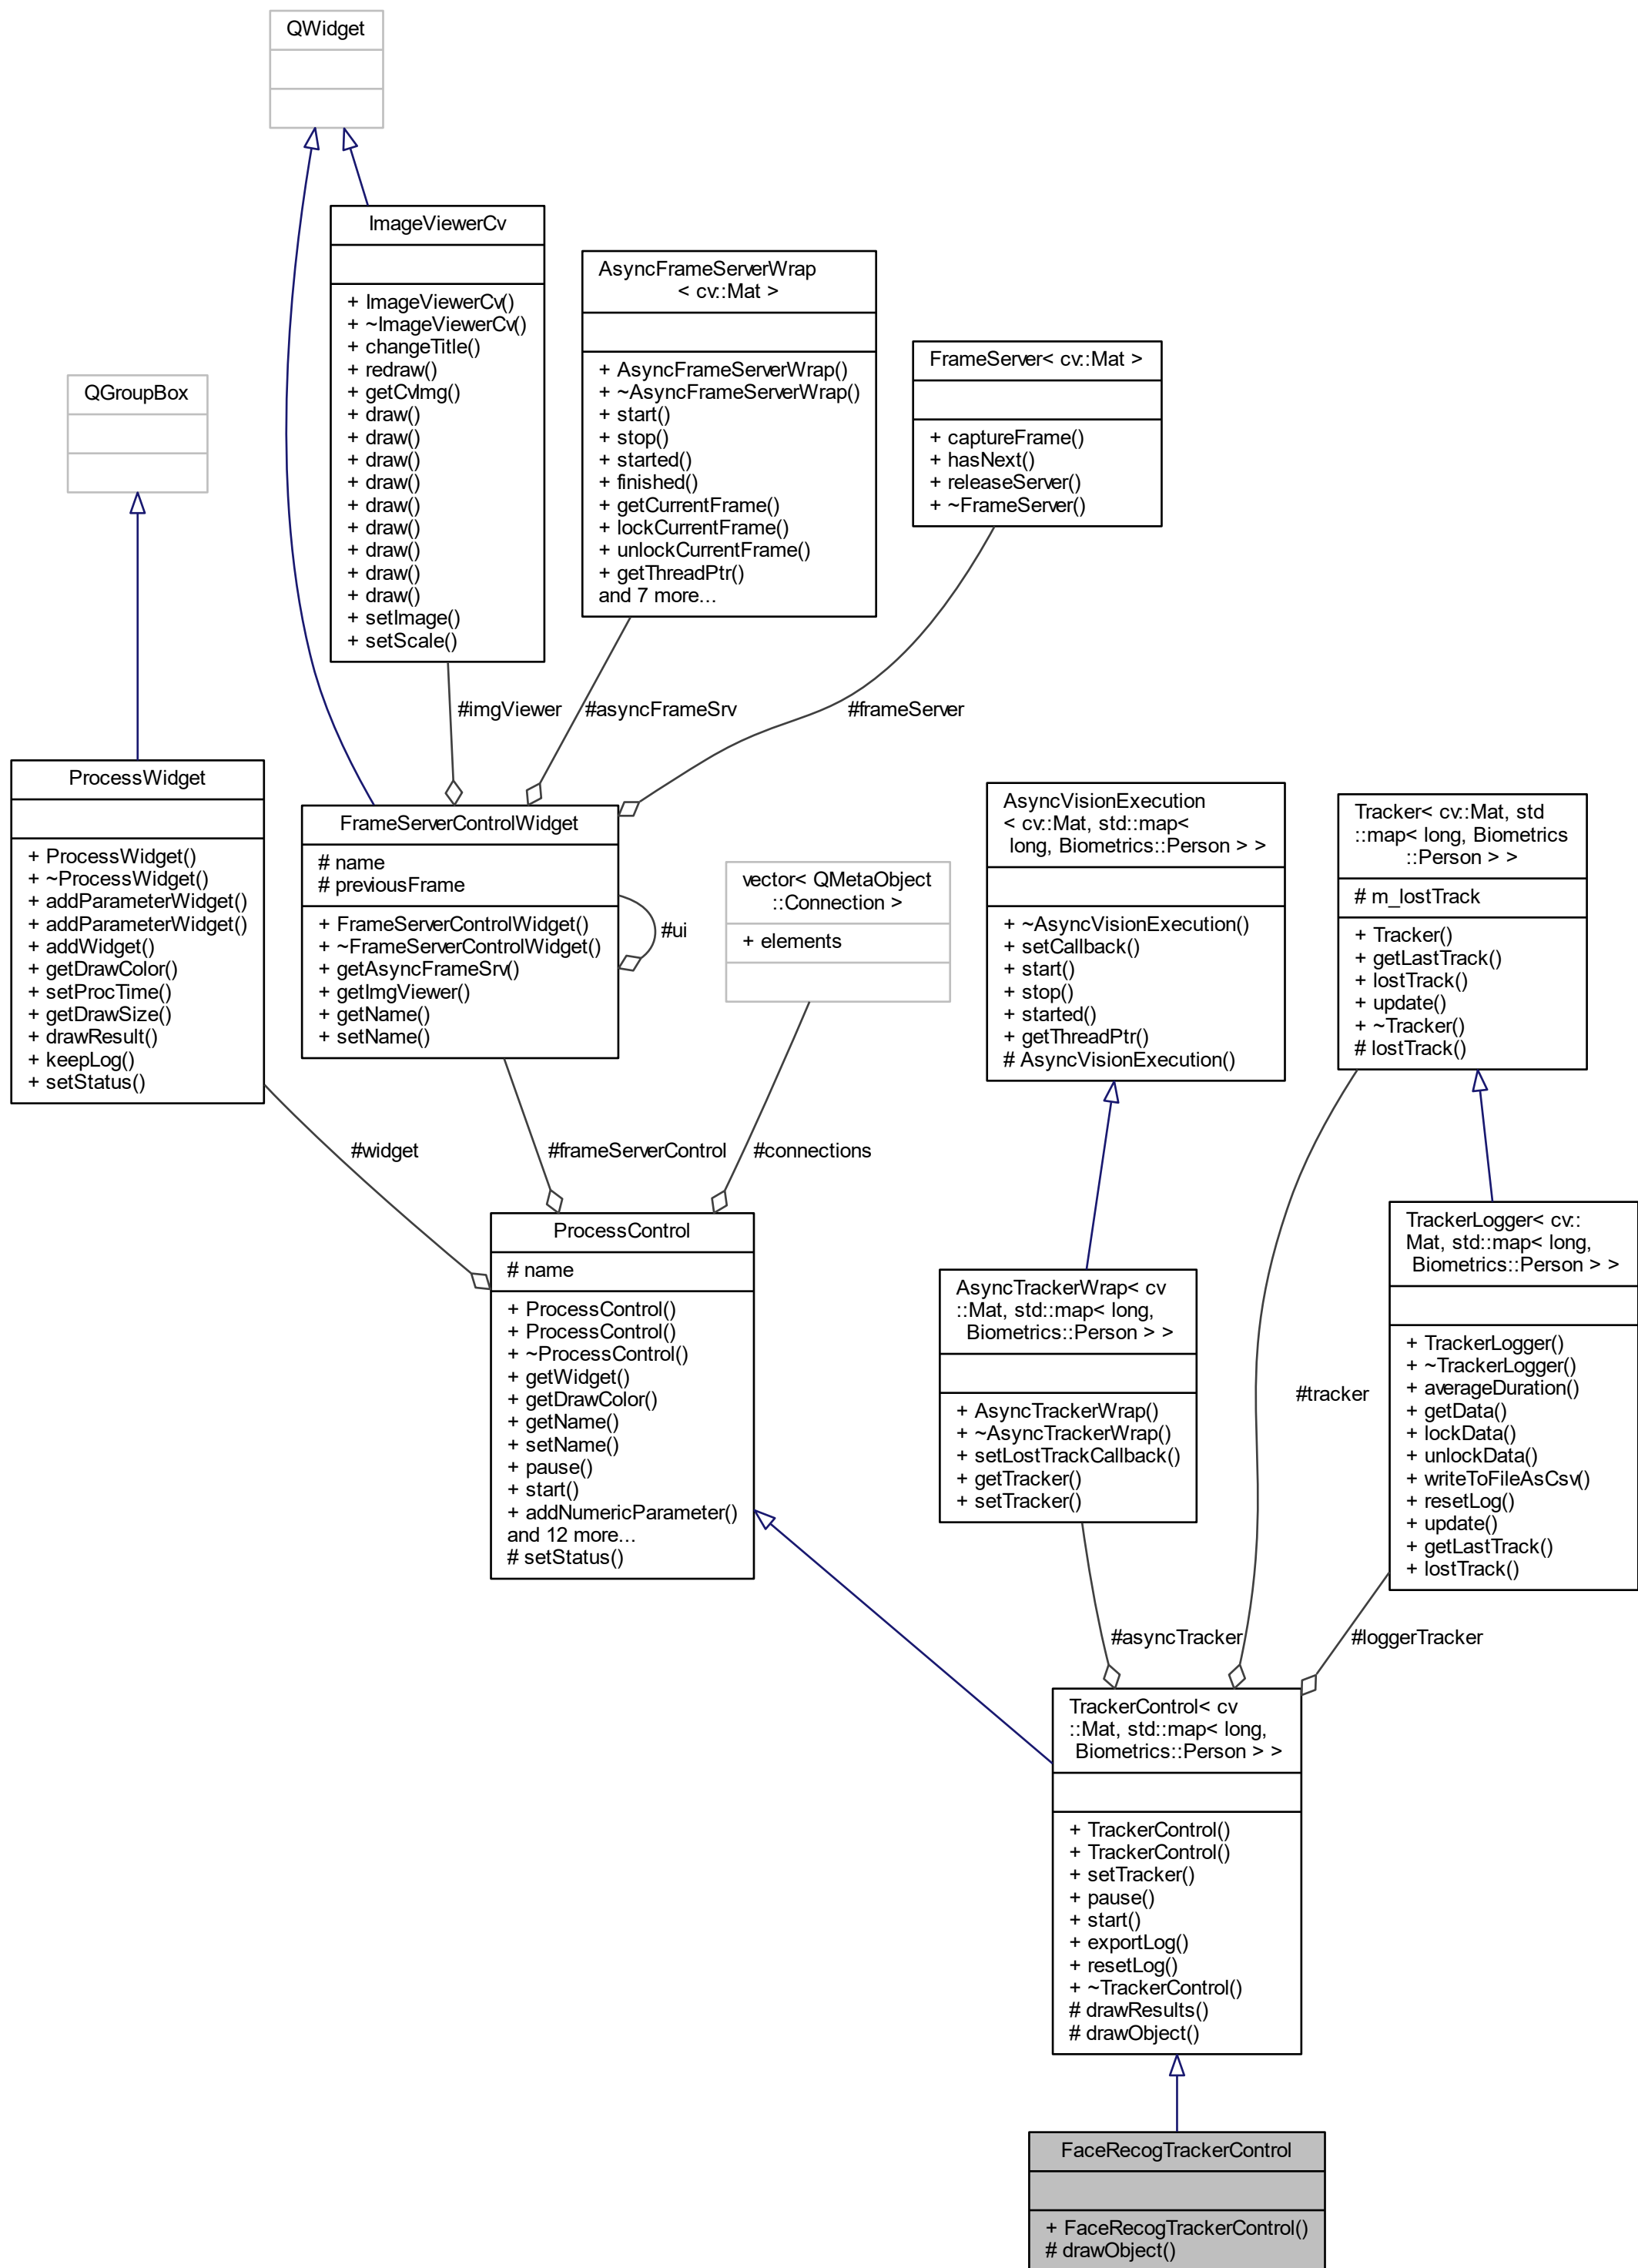 QWidget
ImageViewerCv
+ ImageViewerCv()
+ ~ImageViewerCv()
+ changeTitle()
+ redraw()
+ getCvImg()
+ draw()
+ draw()
+ draw()
+ draw()
+ draw()
+ draw()
+ draw()
+ draw()
+ draw()
+ setImage()
+ setScale()
AsyncFrameServerWrap
< cv::Mat >
+ AsyncFrameServerWrap()
+ ~AsyncFrameServerWrap()
+ start()
+ stop()
+ started()
+ finished()
+ getCurrentFrame()
+ lockCurrentFrame()
+ unlockCurrentFrame()
+ getThreadPtr()
and 7 more...
FrameServer< cv::Mat >
+ captureFrame()
+ hasNext()
+ releaseServer()
+ ~FrameServer()
QGroupBox
#imgViewer
#asyncFrameSrv
#frameServer
ProcessWidget
+ ProcessWidget()
+ ~ProcessWidget()
+ addParameterWidget()
+ addParameterWidget()
+ addWidget()
+ getDrawColor()
+ setProcTime()
+ getDrawSize()
+ drawResult()
+ keepLog()
+ setStatus()
FrameServerControlWidget
# name
# previousFrame
+ FrameServerControlWidget()
+ ~FrameServerControlWidget()
+ getAsyncFrameSrv()
+ getImgViewer()
+ getName()
+ setName()
#ui
vector< QMetaObject
::Connection >
+ elements
AsyncVisionExecution
< cv::Mat, std::map<
long, Biometrics::Person > >
+ ~AsyncVisionExecution()
+ setCallback()
+ start()
+ stop()
+ started()
+ getThreadPtr()
# AsyncVisionExecution()
Tracker< cv::Mat, std
::map< long, Biometrics
::Person > >
# m_lostTrack
+ Tracker()
+ getLastTrack()
+ lostTrack()
+ update()
+ ~Tracker()
# lostTrack()
#widget
#frameServerControl
#connections
ProcessControl
# name
+ ProcessControl()
+ ProcessControl()
+ ~ProcessControl()
+ getWidget()
+ getDrawColor()
+ getName()
+ setName()
+ pause()
+ start()
+ addNumericParameter()
and 12 more...
# setStatus()
AsyncTrackerWrap< cv
::Mat, std::map< long,
Biometrics::Person > >
+ AsyncTrackerWrap()
+ ~AsyncTrackerWrap()
+ setLostTrackCallback()
+ getTracker()
+ setTracker()
#tracker
TrackerLogger< cv::
Mat, std::map< long,
Biometrics::Person > >
+ TrackerLogger()
+ ~TrackerLogger()
+ averageDuration()
+ getData()
+ lockData()
+ unlockData()
+ writeToFileAsCsv()
+ resetLog()
+ update()
+ getLastTrack()
+ lostTrack()
#asyncTracker
#loggerTracker
TrackerControl< cv
::Mat, std::map< long,
Biometrics::Person > >
+ TrackerControl()
+ TrackerControl()
+ setTracker()
+ pause()
+ start()
+ exportLog()
+ resetLog()
+ ~TrackerControl()
# drawResults()
# drawObject()
FaceRecogTrackerControl
+ FaceRecogTrackerControl()
# drawObject()